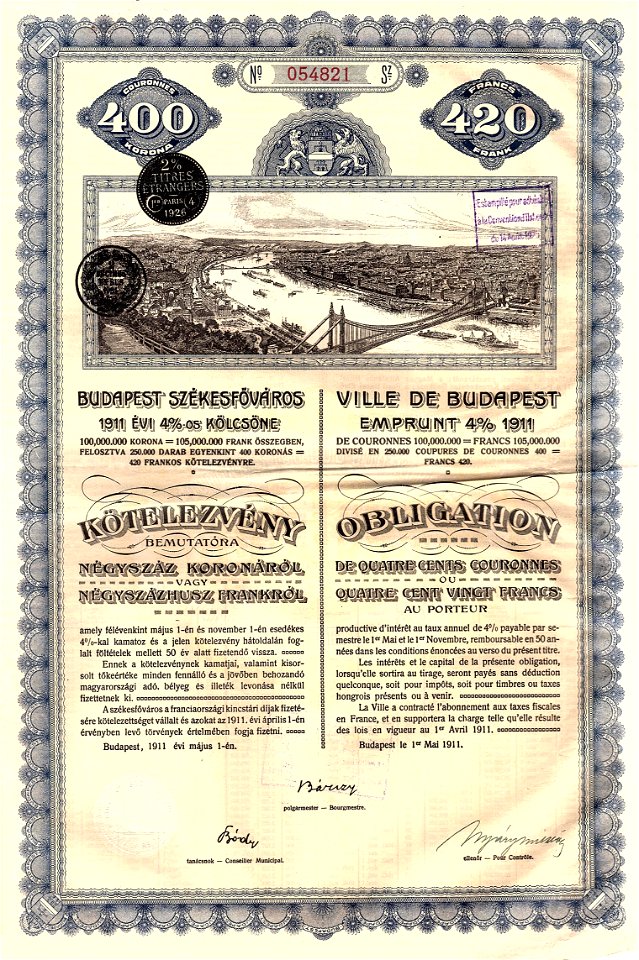 BUDAPEST
Nº 054821 Sz
COURONNES
400
KORONA
FRANCS
420
FRANK
2%
TITRES
ÉTRANGERS
PARIS 4
1926
Estampillé pour
à la Convention d'
BUDAPEST SZÉKESFŐVÁROS
1911 ÉVI 4%-OS KÖLCSÖNE
100,000.000 KORONA = 105,000.000 FRANK ÖSSZEGBEN,
FELOSZTVA 250.000 DARAB EGYENKINT 400 KORONÁS =
420 FRANKOS KÖTELEZVÉNYRE.
KÖTELEZVÉNY
BEMUTATÓRA
NÉGYSZÁZ KORONÁRÓL
VAGY
NÉGYSZÁZHUSZ FRANKRÓL
amely félévenkint május 1-én és november 1-én esedékes
4%-kal kamatoz és a jelen kötelezvény hátoldalán fog-
lalt föltételek mellett 50 év alatt fizetendő vissza.
Ennek a kötelezvénynek kamatjai, valamint kisor-
solt tőkeértéke minden fennálló és a jövőben behozandó
magyarországi adó, bélyeg és illeték levonása nélkül
fizettetnek ki.
A székesfőváros a franciaországi kincstári díjak fizeté-
sére kötelezettséget vállalt és azokat az 1911. évi április 1-én
érvényben levő törvények értelmében fogja fizetni.
Budapest, 1911 évi május 1-én.
VILLE DE BUDAPEST
EMPRUNT 4% 1911
DE COURONNES 100,000.000 = FRANCS 105,000.000
DIVISÉ EN 250.000 COUPURES DE COURONNES 400 =
FRANCS 420.
OBLIGATION
DE QUATRE CENTS COURONNES
OU
QUATRE CENT VINGT FRANCS
AU PORTEUR
productive d'intérêt au taux annuel de 4% payable par se-
mestre le 1er Mai et le 1er Novembre, remboursable en 50 an-
nées dans les conditions énoncées au verso du présent titre.
Les intérêts et le capital de la présente obligation,
lorsqu'elle sortira au tirage, seront payés sans déduction
quelconque, soit pour impôts, soit pour timbres ou taxes
hongrois présents ou à venir.
La Ville a contracté l'abonnement aux taxes fiscales
en France, et en supportera la charge telle qu'elle résulte
des lois en vigueur au 1er Avril 1911.
Budapest le 1er Mai 1911.
Bárczy
polgármester — Bourgmestre.
Bódy
tanácsnok — Conseiller Municipal.
ellenőr — Pour Contrôle.